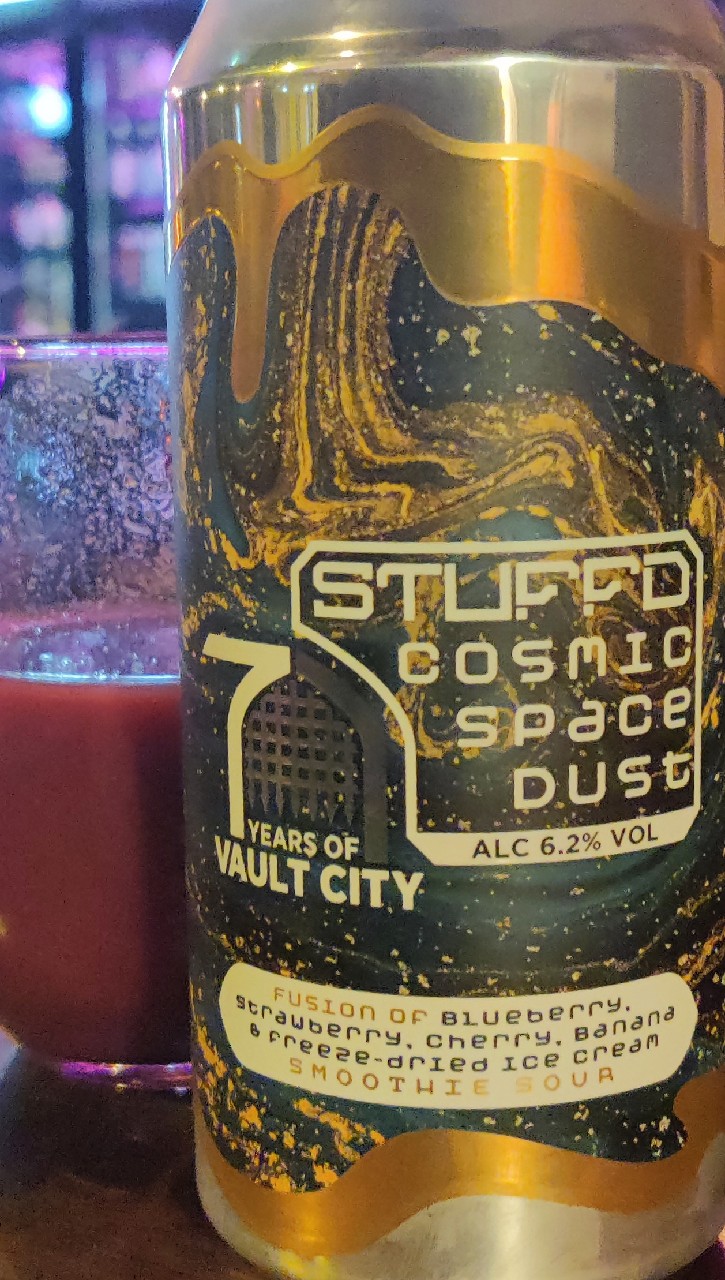 STUFFD
COSMIC
space
DUSt
ALC 6.2% VOL
7
YEARS OF
VAULT CITY
FUSION OF BLUeberry,
strawberry, cherry, Banana
& freeze-dried Ice cream
SMOOTHIE SOUR